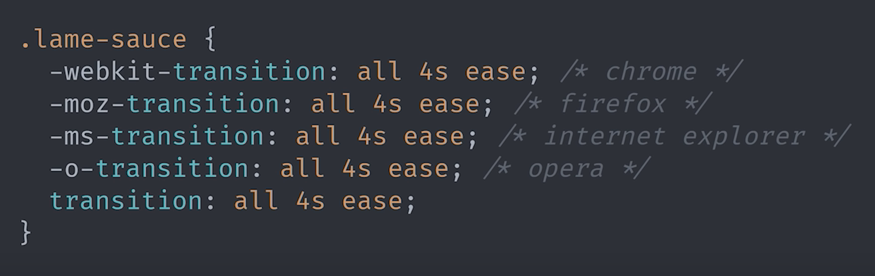 .lame-sauce {
-webkit-transition: all 4s ease; /* chrome */
-moz-transition: all 4s ease; /* firefox */
-ms-transition: all 4s ease; /* internet explorer */
-o-transition: all 4s ease; /* opera */
transition: all 4s ease;
}